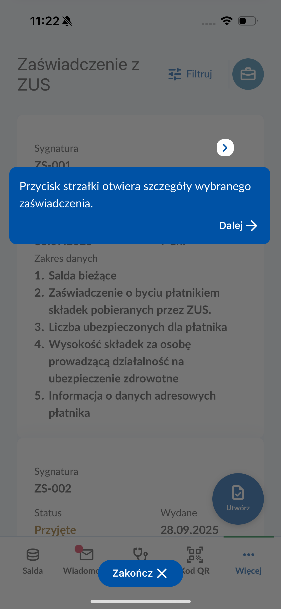 11:22
Zaświadczenie z
ZUS
Filtruj
Sygnatura
ZS-001
Przycisk strzałki otwiera szczegóły wybranego
zaświadczenia.
Dalej
Zakres danych
1. Salda bieżące
2. Zaświadczenie o byciu płatnikiem
składek pobieranych przez ZUS.
3. Liczba ubezpieczonych dla płatnika
4. Wysokość składek za osobę
prowadzącą działalność na
ubezpieczenie zdrowotne
5. Informacja o danych adresowych
płatnika
Sygnatura
ZS-002
Utwórz
Status Wydane
Przyjęte 28.09.2025
Salda Kod QR Więcej
Zakończ